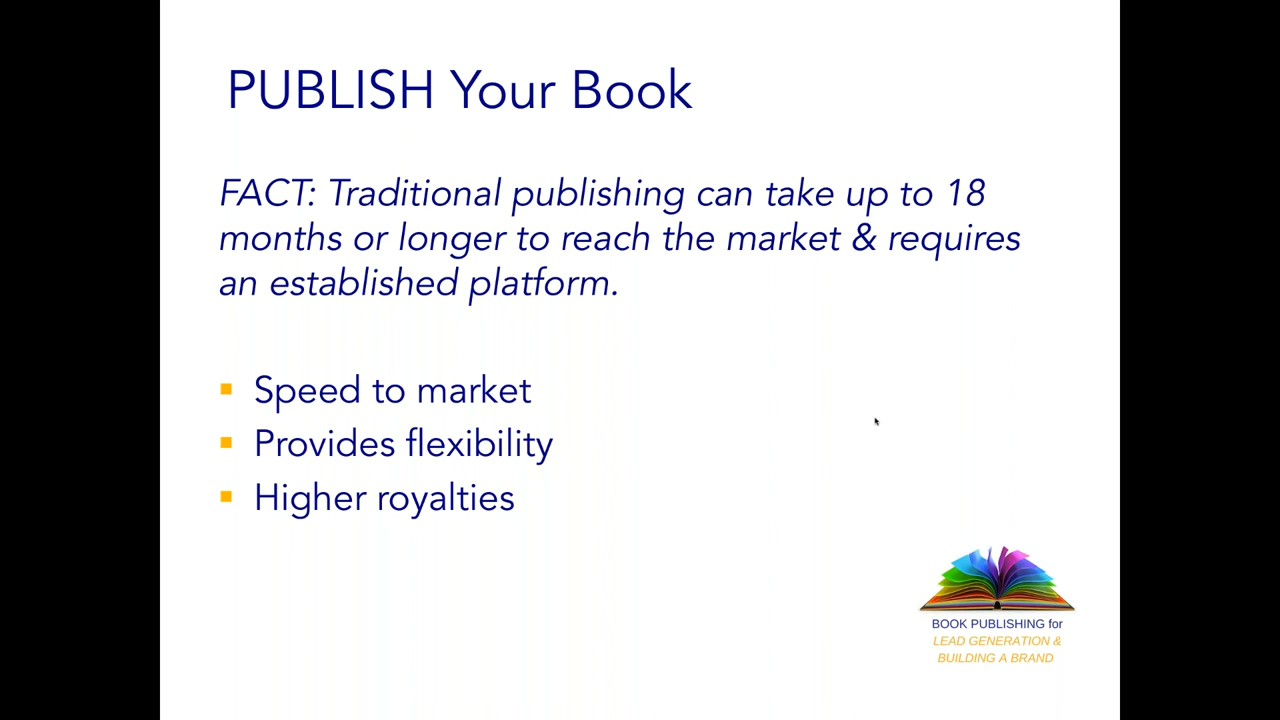 PUBLISH Your Book
FACT: Traditional publishing can take up to 18
months or longer to reach the market & requires
an established platform.
Speed to market
Provides flexibility
Higher royalties
BOOK PUBLISHING for
LEAD GENERATION &
BUILDING A BRAND